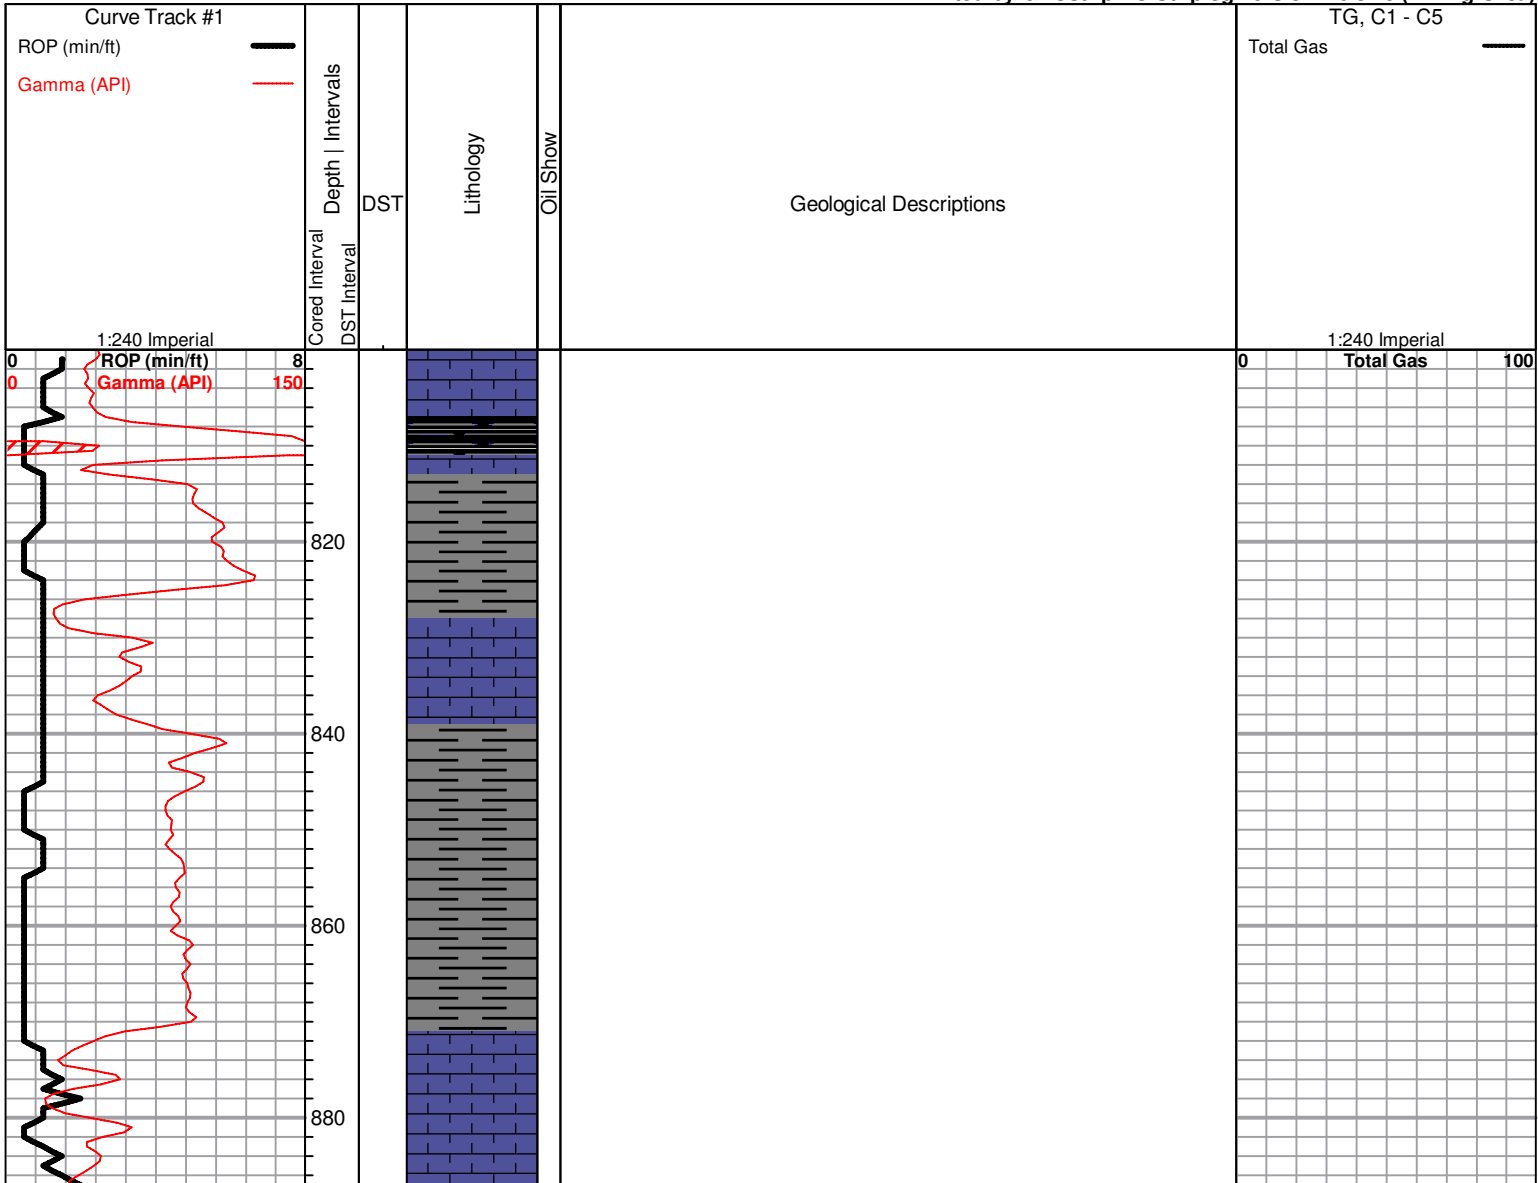 Curve Track #1
ROP (min/ft)
Gamma (API)
1:240 Imperial
0 ROP (min/ft) 8
0 Gamma (API) 150
Depth | Intervals
Cored Interval
DST Interval
DST
Lithology
Oil Show
Geological Descriptions
TG, C1 - C5
Total Gas
1:240 Imperial
0 Total Gas 100
820
840
860
880